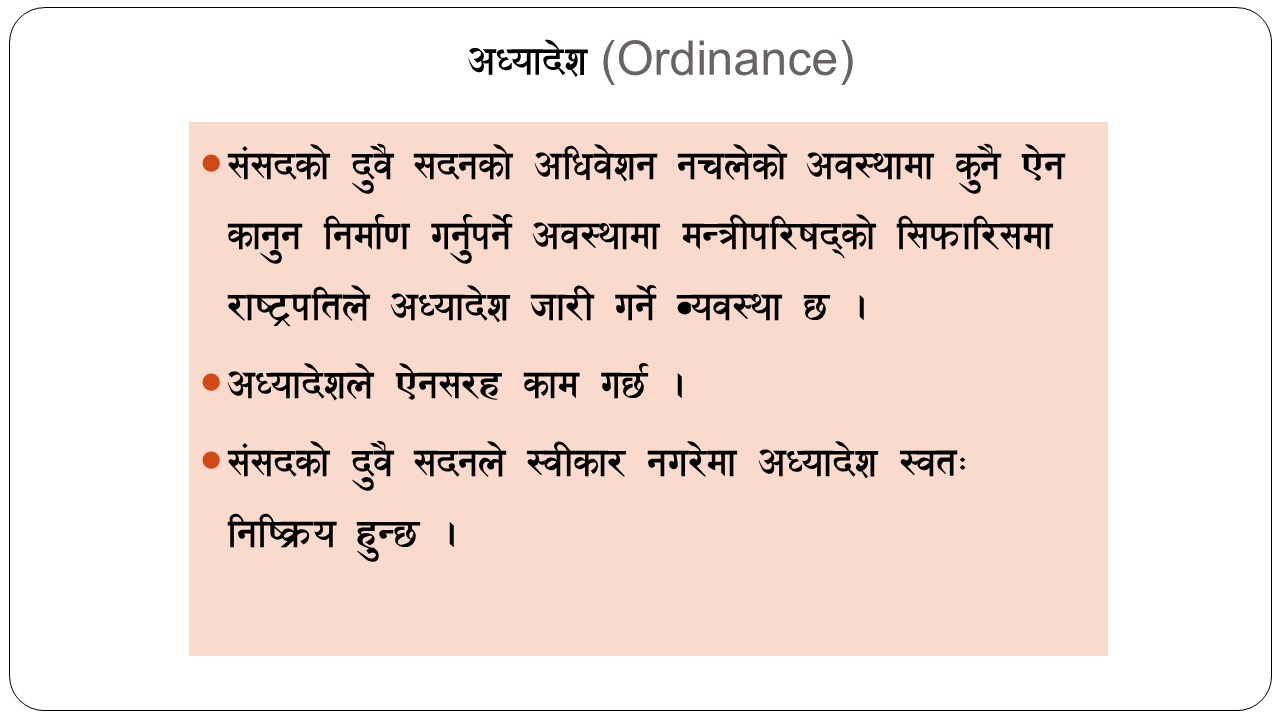 अध्यादेश (Ordinance)
• संसदको दुवै सदनको अधिवेशन नचलेको अवस्थामा कुनै ऐन
कानुन निर्माण गर्नुपर्ने अवस्थामा मन्त्रीपरिषद्को सिफारिसमा
राष्ट्रपतिले अध्यादेश जारी गर्ने ब्यवस्था छ ।
• अध्यादेशले ऐनसरह काम गर्छ ।
• संसदको दुवै सदनले स्वीकार नगरेमा अध्यादेश स्वतः
निष्क्रिय हुन्छ ।